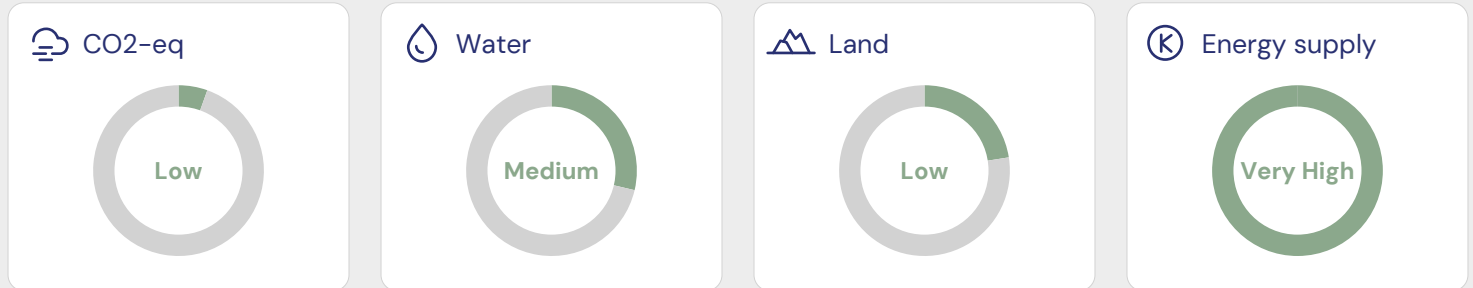 CO2-eq
Low
Water
Medium
Land
Low
Energy supply
Very High